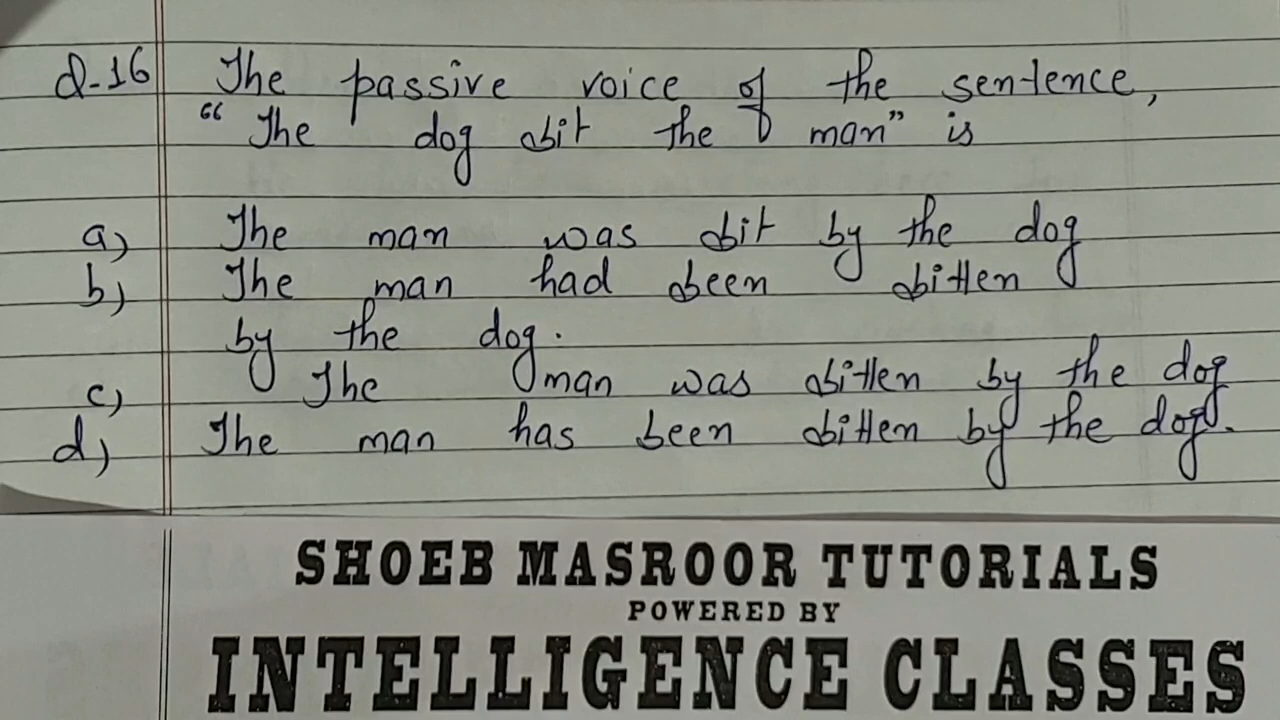 Q-16 The passive voice of the sentence,
“The dog bit the man” is
a) The man was bit by the dog
b) The man had been bitten
by the dog.
c) The man was bitten by the dog
d) The man has been bitten by the dog.
SHOEB MASROOR TUTORIALS
POWERED BY
INTELLIGENCE CLASSES